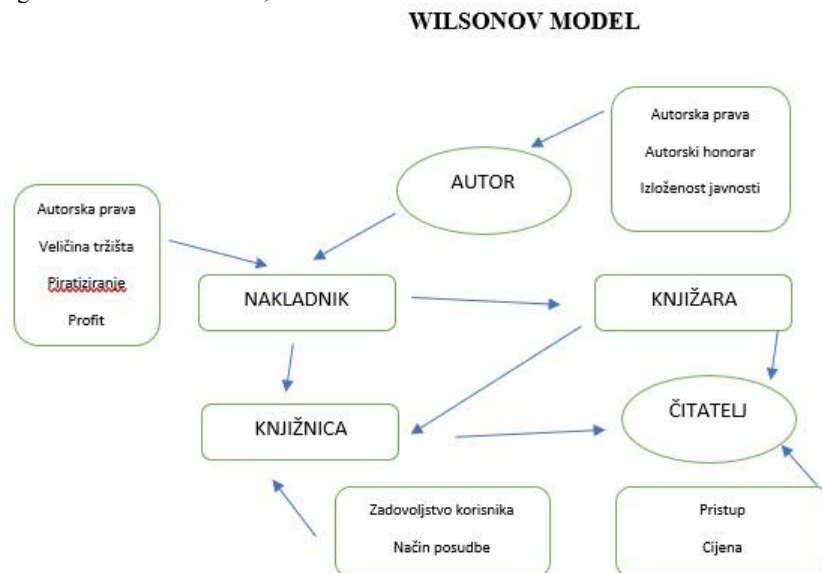 WILSONOV MODEL
Autorska prava
Autorski honorar
Izloženost javnosti
AUTOR
Autorska prava
Veličina tržišta
Piratiziranje
Profit
NAKLADNIK
KNJIŽARA
KNJIŽNICA
ČITATELJ
Zadovoljstvo korisnika
Način posudbe
Pristup
Cijena